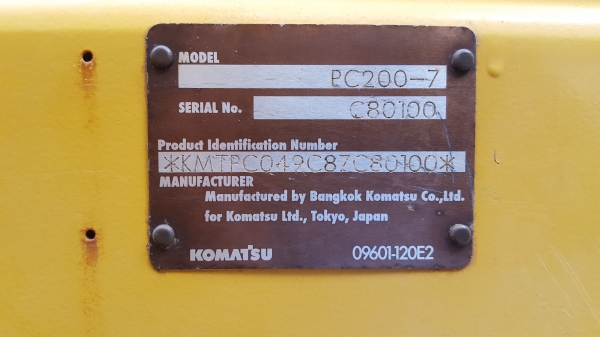 MODEL
PC200-7
SERIAL No.
C80100
Product Identification Number
*KMTPC049C87C80100*
MANUFACTURER
Manufactured by Bangkok Komatsu Co.,Ltd.
for Komatsu Ltd., Tokyo, Japan
KOMATSU
09601-120E2